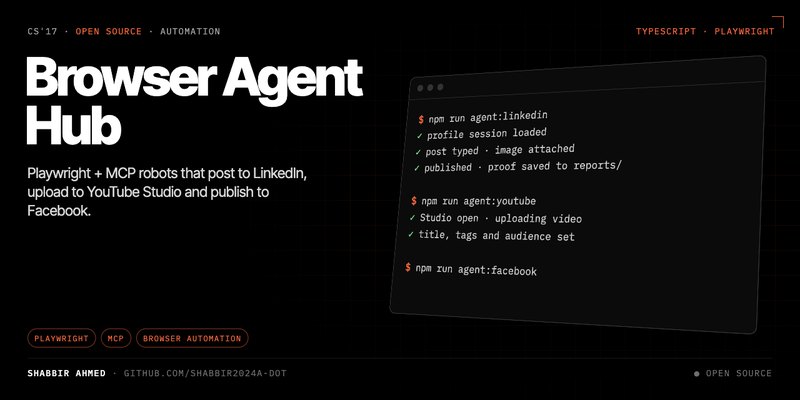 CS'17 · OPEN SOURCE · AUTOMATION
TYPESCRIPT · PLAYWRIGHT
Browser Agent
Hub
Playwright + MCP robots that post to LinkedIn,
upload to YouTube Studio and publish to
Facebook.
$ npm run agent:linkedin
✓ profile session loaded
✓ post typed · image attached
✓ published · proof saved to reports/
$ npm run agent:youtube
✓ Studio open · uploading video
✓ title, tags and audience set
$ npm run agent:facebook
PLAYWRIGHT
MCP
BROWSER AUTOMATION
SHABBIR AHMED · GITHUB.COM/SHABBIR2024A-DOT
OPEN SOURCE